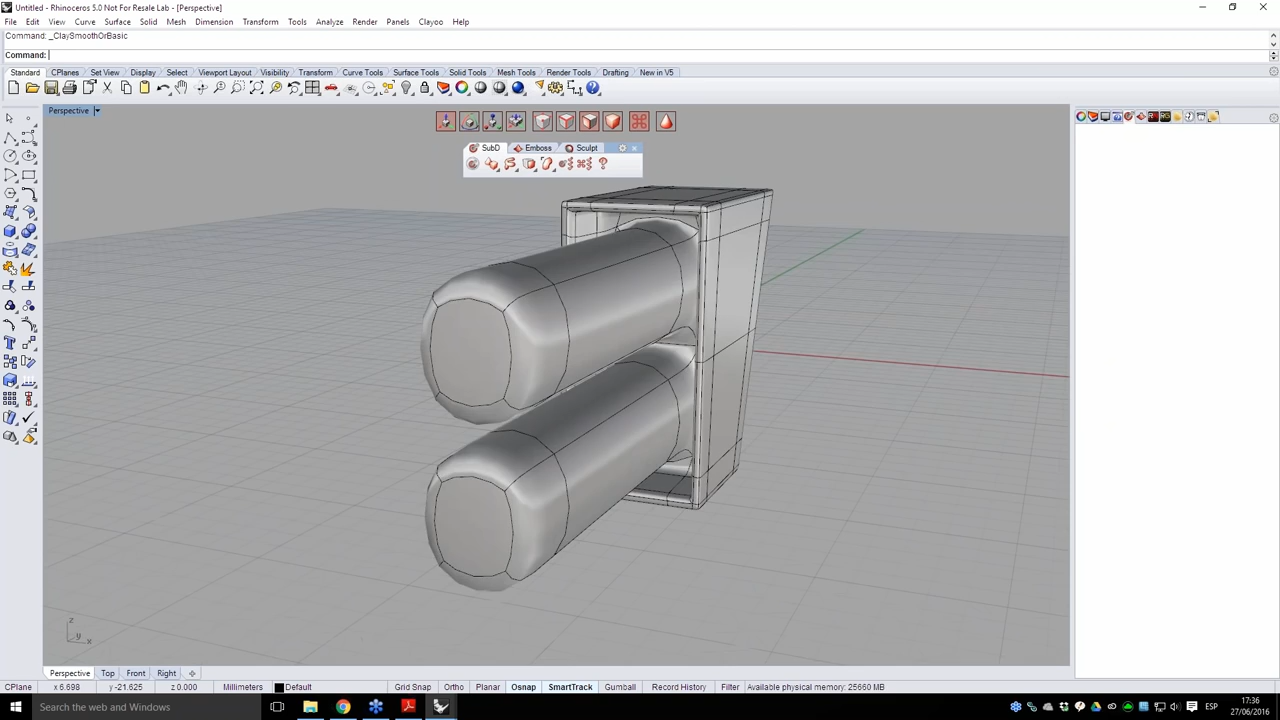 Untitled - Rhinoceros 5.0 Not For Resale Lab - [Perspective]
File Edit View Curve Surface Solid Mesh Dimension Transform Tools Analyze Render Panels Clayoo Help
Command: _ClaySmoothOrBasic
Command:
Standard CPlanes Set View Display Select Viewport Layout Visibility Transform Curve Tools Surface Tools Solid Tools Mesh Tools Render Tools Drafting New in V5
Perspective
SubD Emboss Sculpt
z
y x
Perspective Top Front Right
CPlane x 6.698 y -21.625 z 0.000 Millimeters Default Grid Snap Ortho Planar Osnap SmartTrack Gumball Record History Filter Available physical memory: 25660 MB
Search the web and Windows
ESP
17:36
27/06/2016